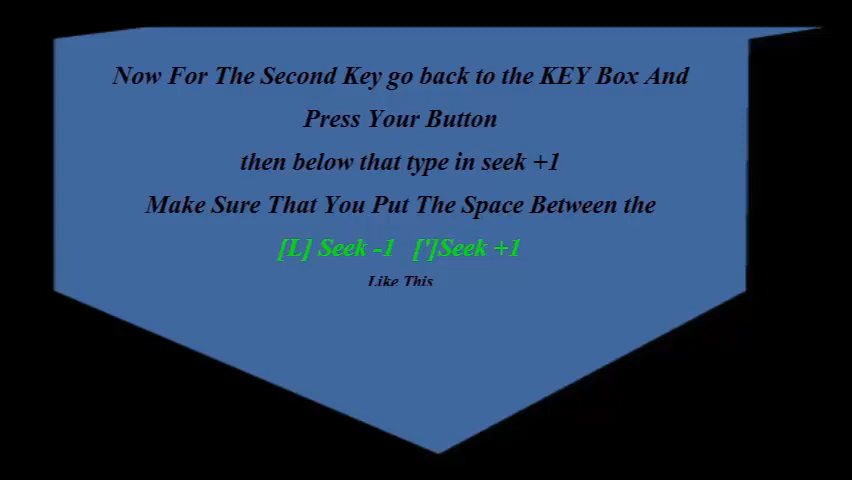 Now For The Second Key go back to the KEY Box And
Press Your Button
then below that type in seek +1
Make Sure That You Put The Space Between the
[L] Seek -1 [']Seek +1
Like This